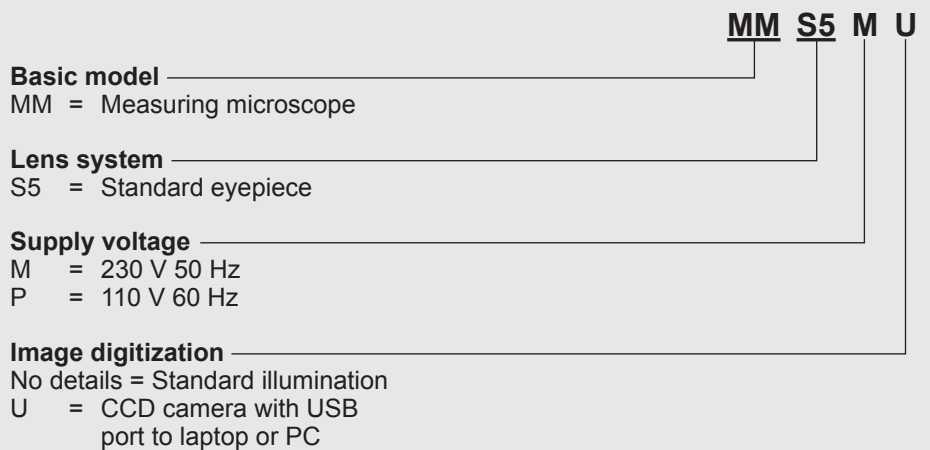 MM S5 M U
Basic model
MM = Measuring microscope
Lens system
S5 = Standard eyepiece
Supply voltage
M = 230 V 50 Hz
P = 110 V 60 Hz
Image digitization
No details = Standard illumination
U = CCD camera with USB
port to laptop or PC